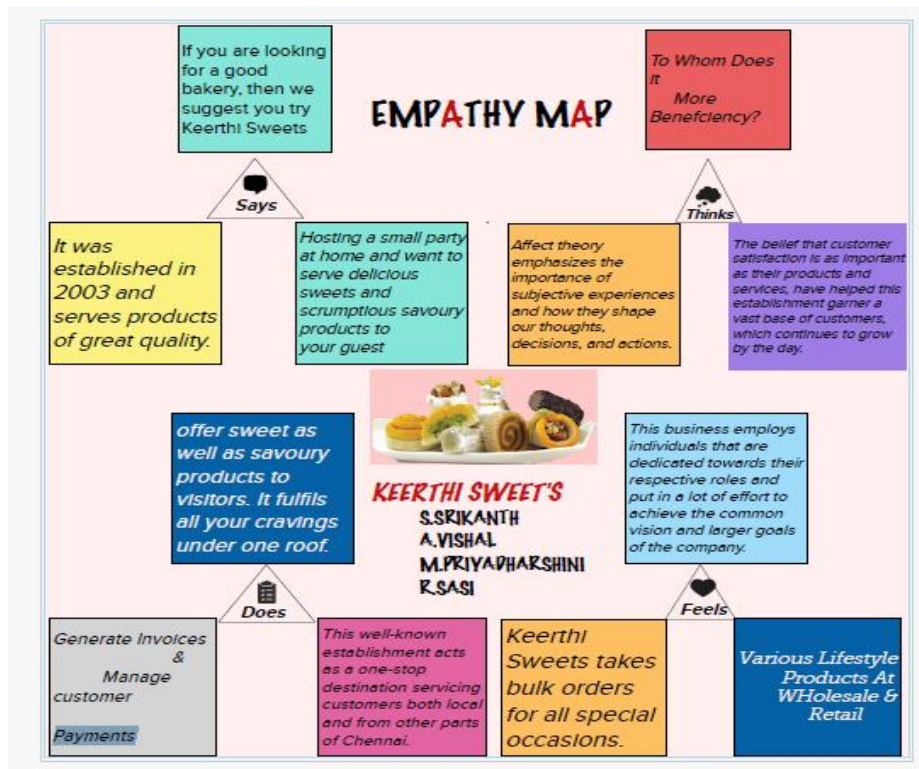 If you are looking
for a good
bakery, then we
suggest you try
Keerthi Sweets
EMPATHY MAP
To Whom Does
It
More
Benefciency?
Says
Thinks
It was
established in
2003 and
serves products
of great quality.
Hosting a small party
at home and want to
serve delicious
sweets and
scrumptious savoury
products to
your guest
Affect theory
emphasizes the
importance of
subjective experiences
and how they shape
our thoughts,
decisions, and actions.
The belief that customer
satisfaction is as important
as their products and
services, have helped this
establishment garner a
vast base of customers,
which continues to grow
by the day.
offer sweet as
well as savoury
products to
visitors. It fulfils
all your cravings
under one roof.
KEERTHI SWEET'S
S.SRIKANTH
A.VISHAL
M.PRIYADHARSHINI
R.SASI
This business employs
individuals that are
dedicated towards their
respective roles and
put in a lot of effort to
achieve the common
vision and larger goals
of the company.
Does
Feels
Generate Invoices
&
Manage
customer
Payments
This well-known
establishment acts
as a one-stop
destination servicing
customers both local
and from other parts
of Chennai.
Keerthi
Sweets takes
bulk orders
for all special
occasions.
Various Lifestyle
Products At
WHolesale &
Retail